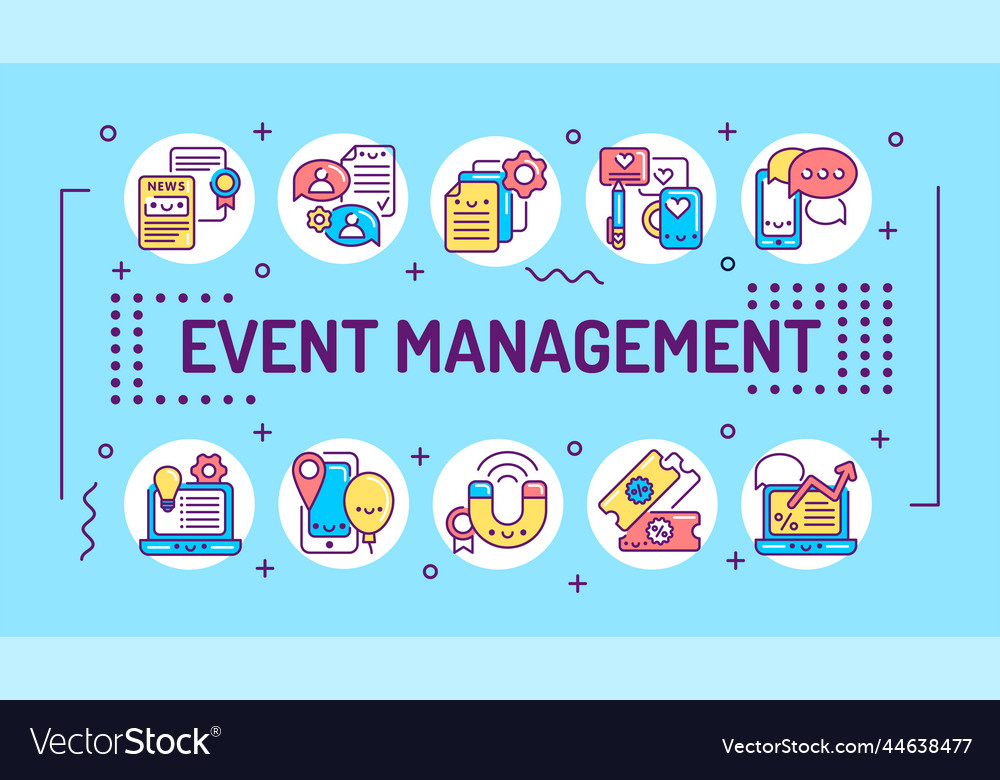 NEWS
EVENT MANAGEMENT
%
%
%
VectorStock®
VectorStock.com/44638477